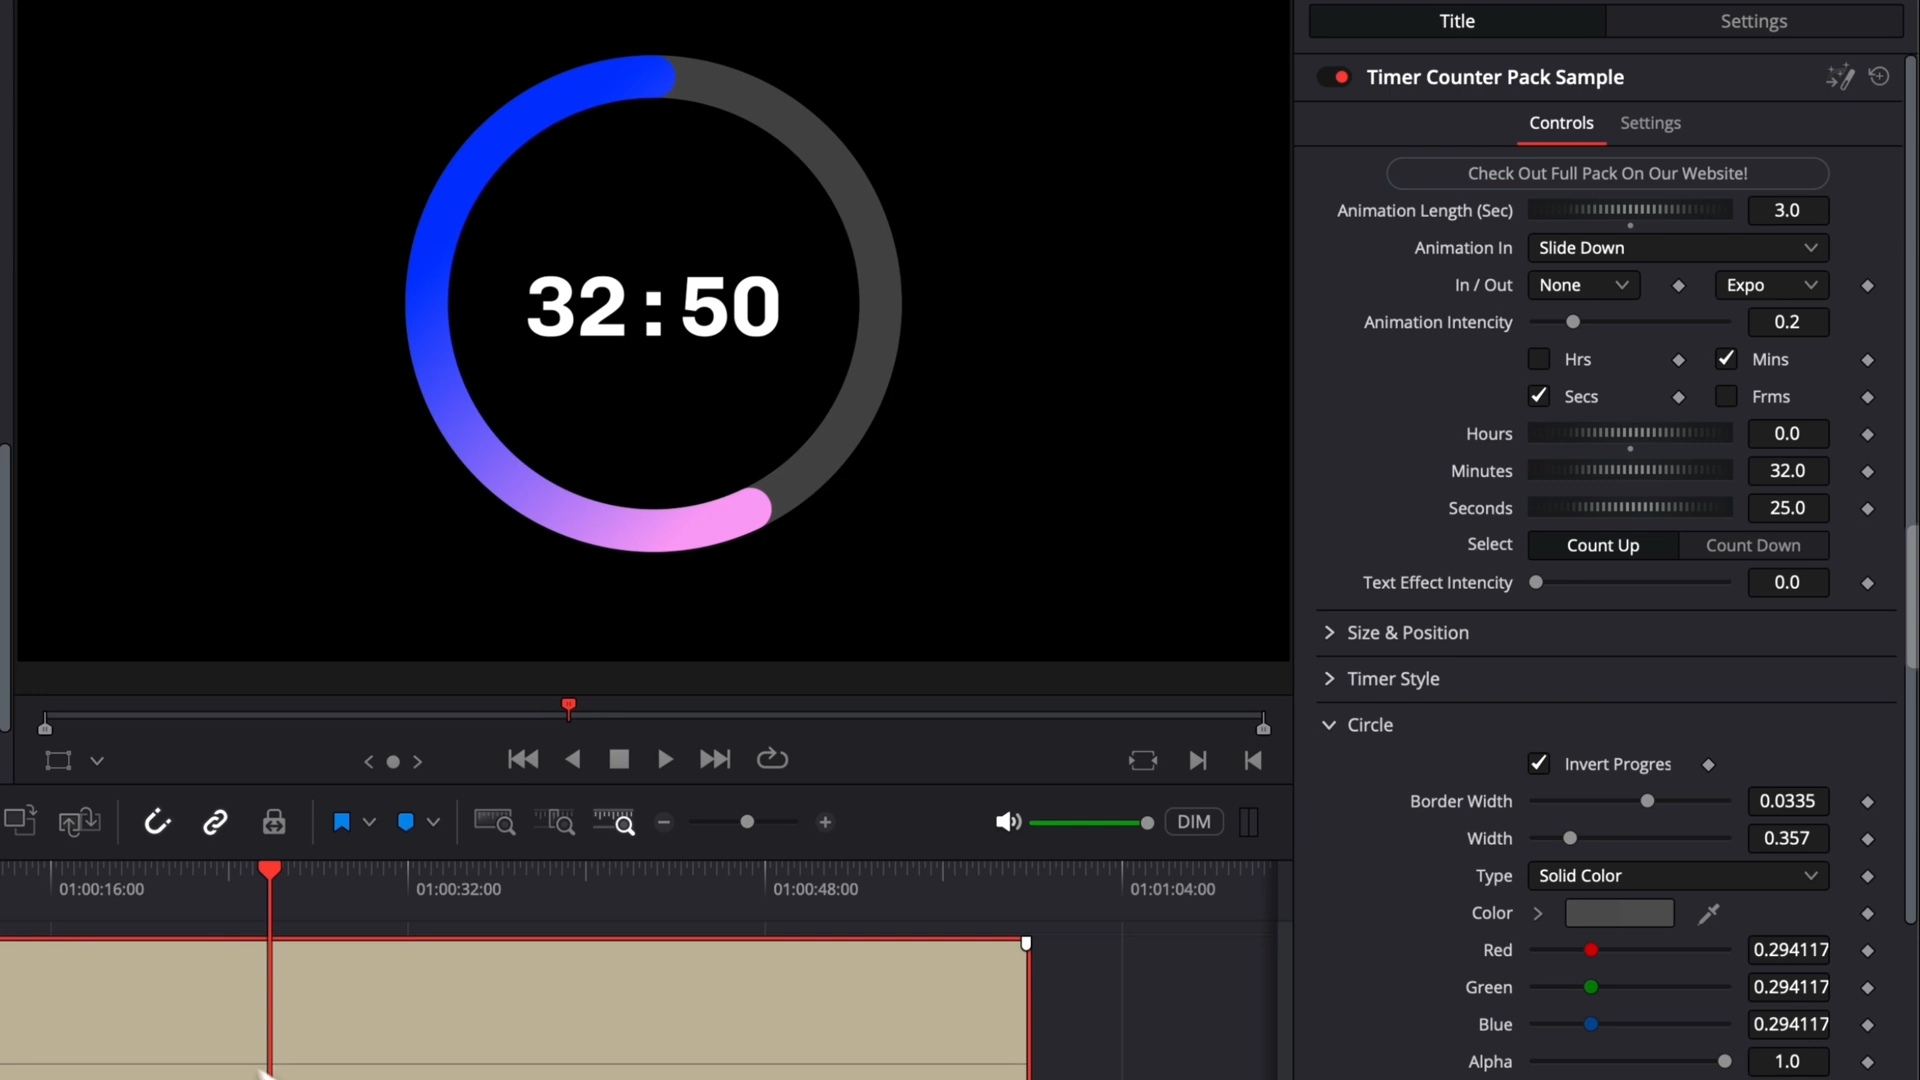 Title
Settings
Timer Counter Pack Sample
Controls
Settings
Check Out Full Pack On Our Website!
Animation Length (Sec)
3.0
Animation In
Slide Down
In / Out
None
Expo
Animation Intencity
0.2
Hrs
Mins
Secs
Frms
Hours
0.0
Minutes
32.0
Seconds
25.0
Select
Count Up
Count Down
Text Effect Intencity
0.0
Size & Position
Timer Style
Circle
Invert Progres
Border Width
0.0335
Width
0.357
Type
Solid Color
Color
Red
0.294117
Green
0.294117
Blue
0.294117
Alpha
1.0
32:50
DIM
01:00:16:00
01:00:32:00
01:00:48:00
01:01:04:00